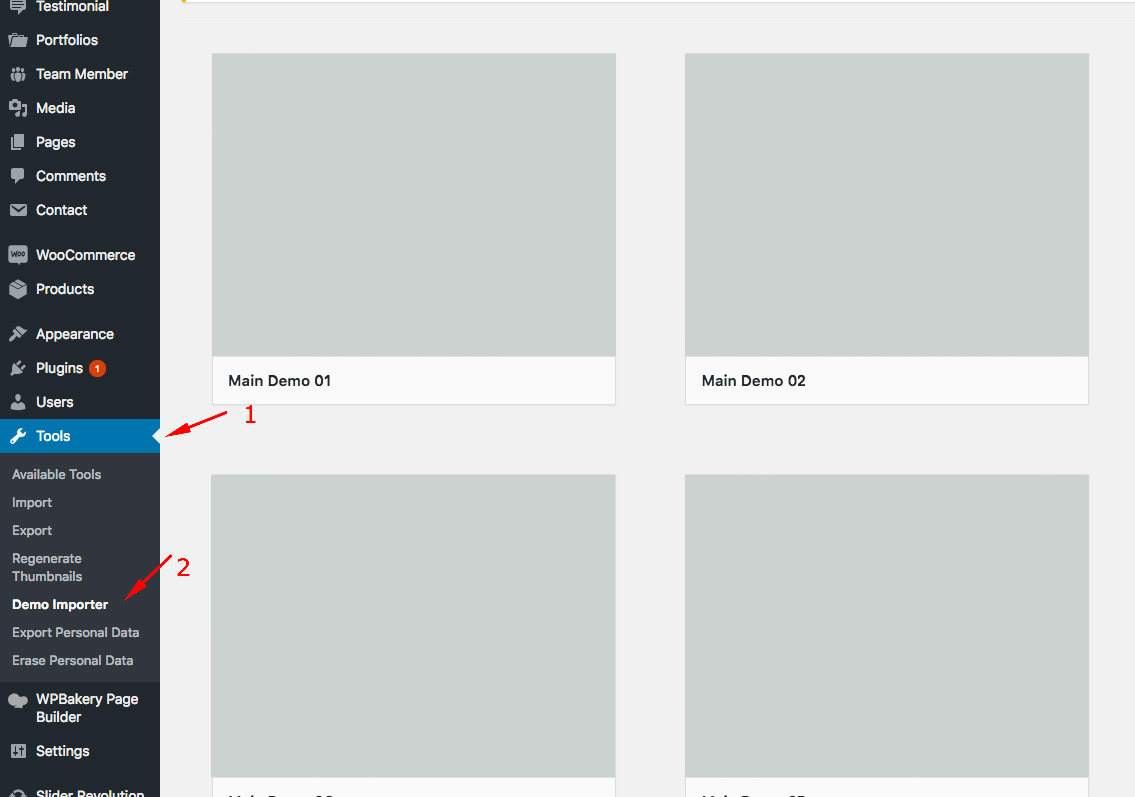 Testimonial
Portfolios
Team Member
Media
Pages
Comments
Contact
WOO
WooCommerce
Products
Appearance
Plugins 1
Users
Tools
Available Tools
Import
Export
Regenerate
Thumbnails
Demo Importer
Export Personal Data
Erase Personal Data
WPBakery Page
Builder
Settings
Slider Revolution
Main Demo 01
Main Demo 02
1
2